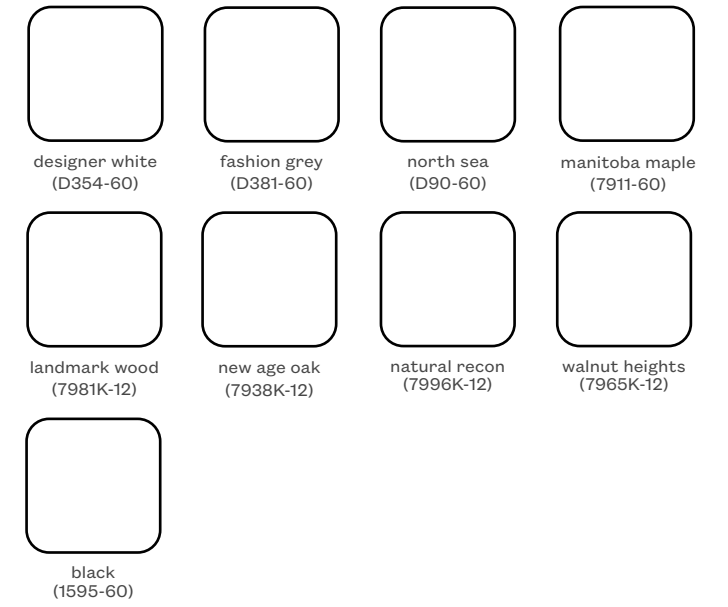 designer white
(D354-60)
fashion grey
(D381-60)
north sea
(D90-60)
manitoba maple
(7911-60)
landmark wood
(7981K-12)
new age oak
(7938K-12)
natural recon
(7996K-12)
walnut heights
(7965K-12)
black
(1595-60)